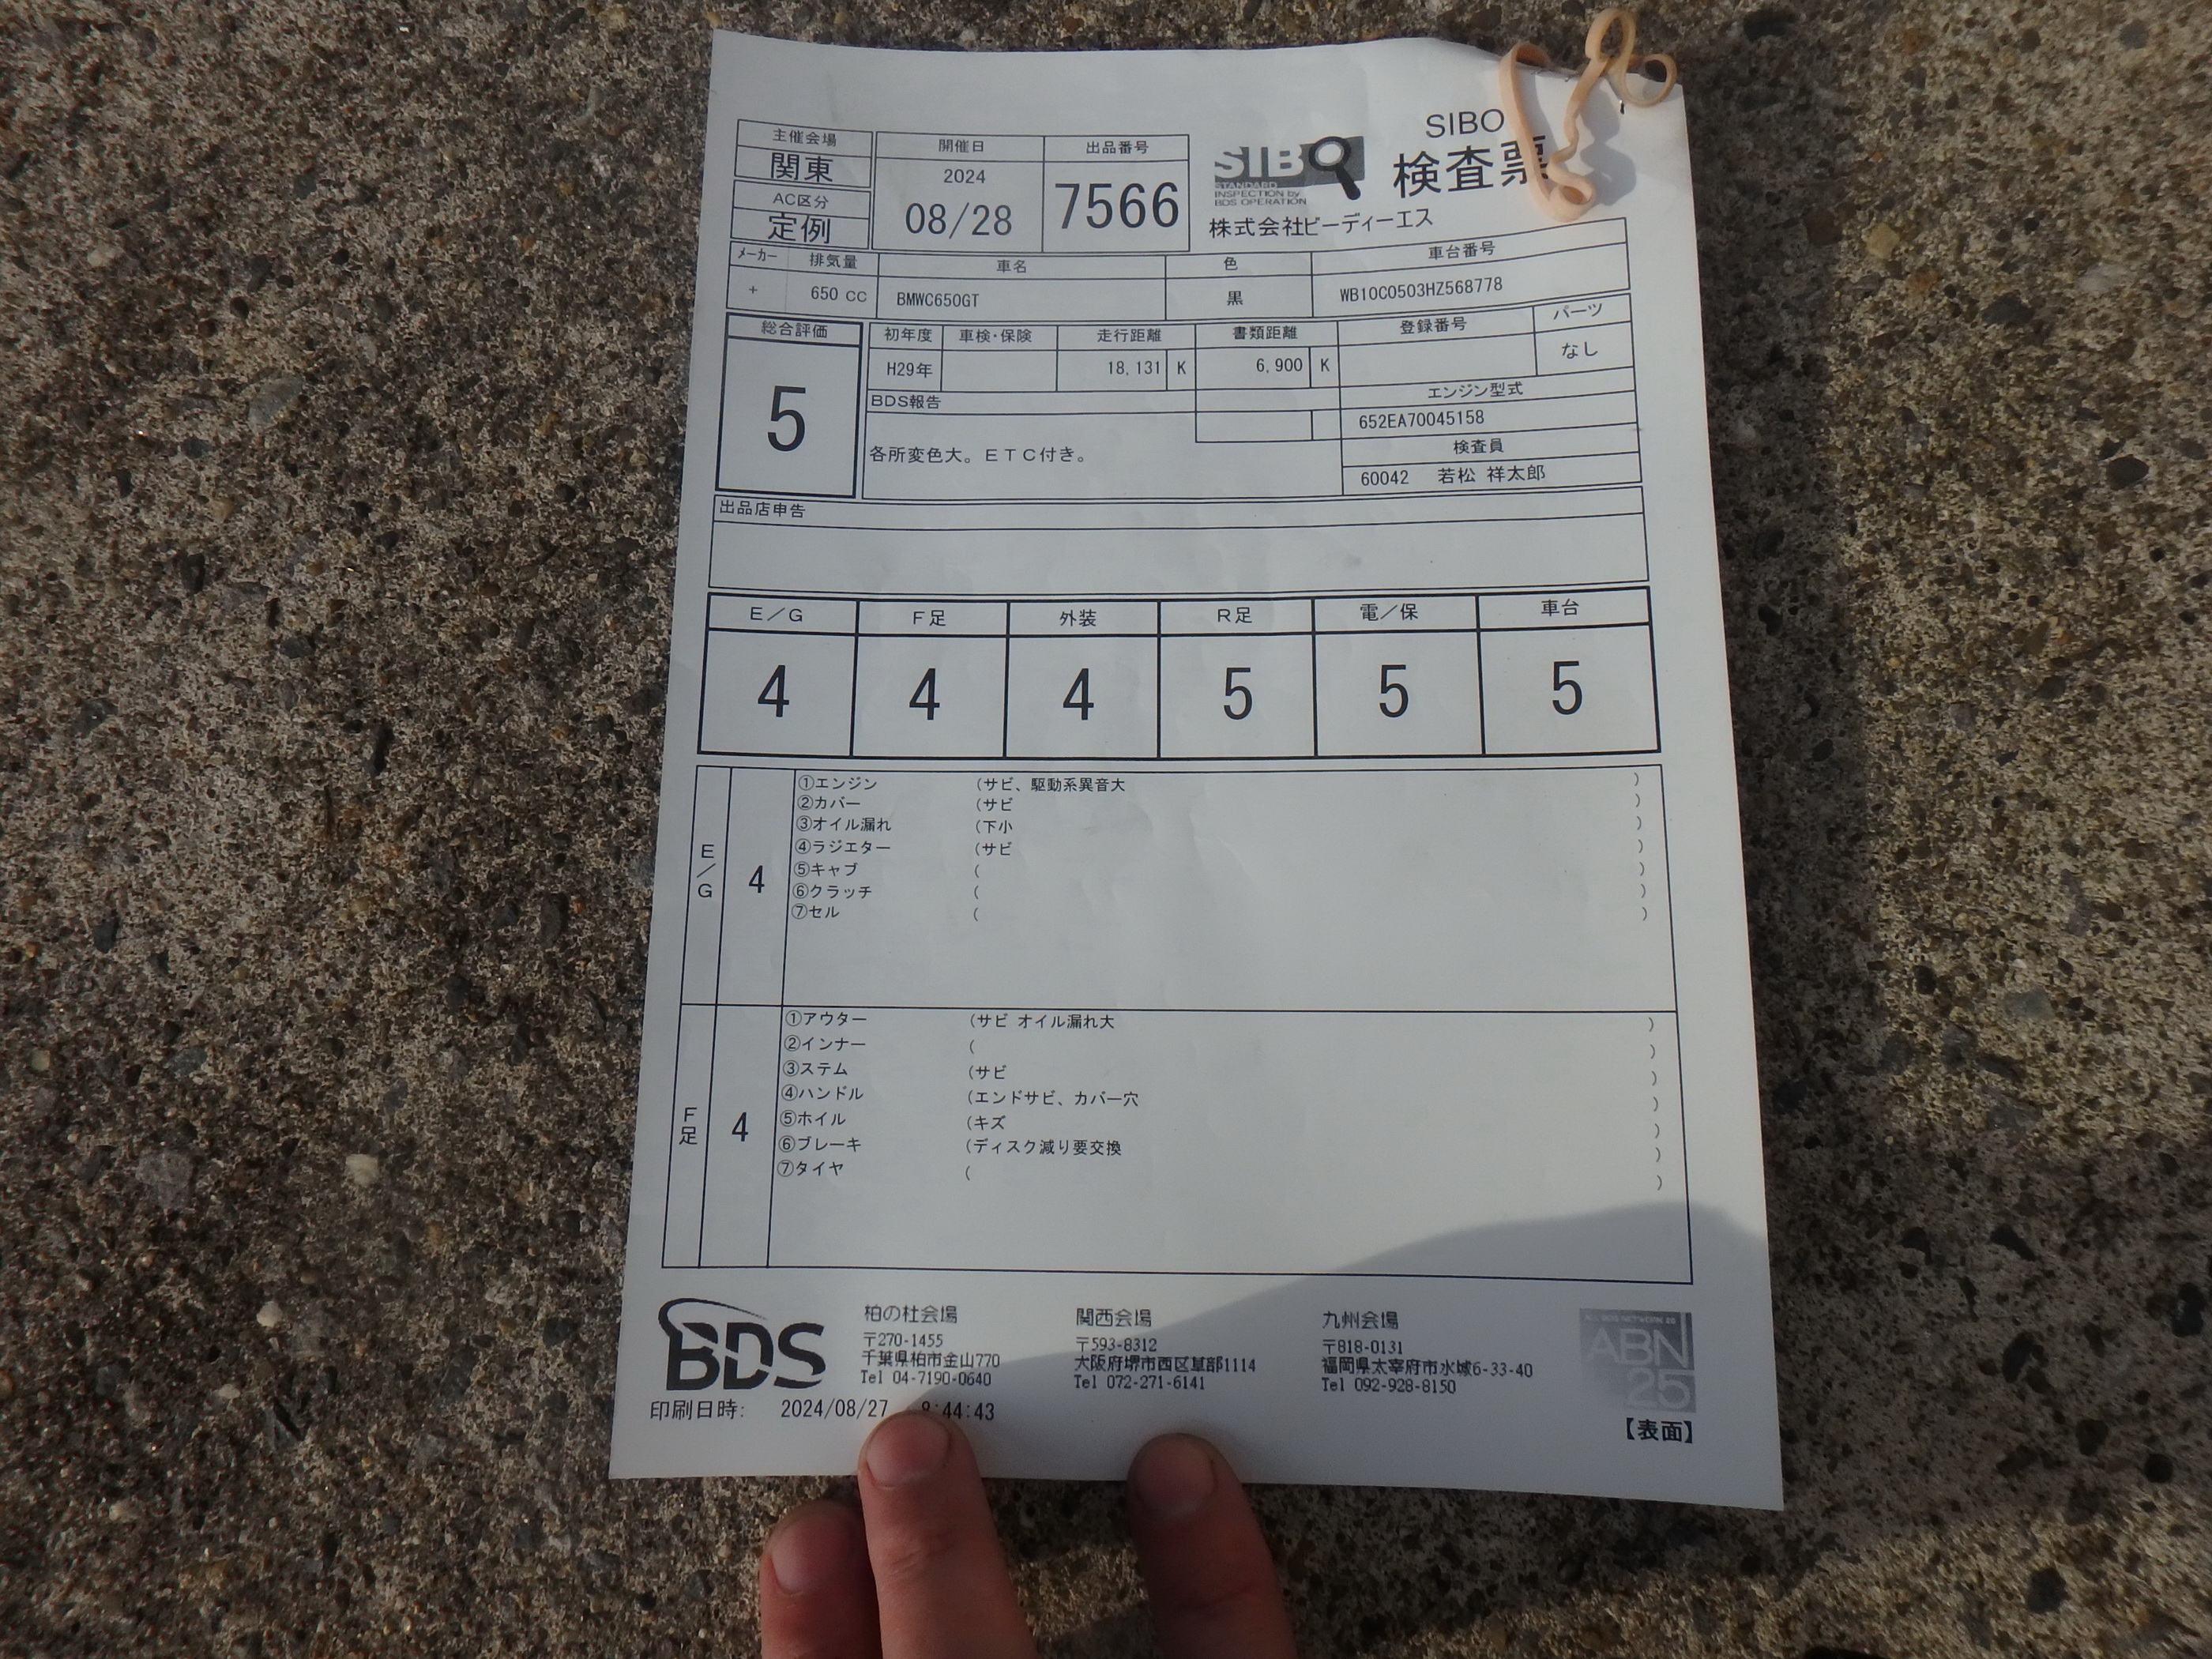 主催会場
関東
AC区分
定例
開催日
2024
08/28
出品番号
7566
SIBO
STANDARD
INSPECTION by
BDS OPERATION
SIBO
検査票
株式会社ビーディーエス
メーカー 排気量 車名 色 車台番号
+ 650 CC BMWC650GT 黒 WB10C0503HZ568778
総合評価
5
初年度 車検・保険 走行距離 書類距離 登録番号 パーツ
H29年 18,131 K 6,900 K なし
BDS報告
各所変色大。ETC付き。
エンジン型式
652EA70045158
検査員
60042 若松 祥太郎
出品店申告
E/G F足 外装 R足 電/保 車台
4 4 4 5 5 5
E/G 4
①エンジン (サビ、駆動系異音大 )
②カバー (サビ )
③オイル漏れ (下小 )
④ラジエター (サビ )
⑤キャブ ( )
⑥クラッチ ( )
⑦セル ( )
F足 4
①アウター (サビ オイル漏れ大 )
②インナー ( )
③ステム (サビ )
④ハンドル (エンドサビ、カバー穴 )
⑤ホイル (キズ )
⑥ブレーキ (ディスク減り要交換 )
⑦タイヤ ( )
BDS
柏の杜会場
〒270-1455
千葉県柏市金山770
Tel 04-7190-0640
関西会場
〒593-8312
大阪府堺市西区草部1114
Tel 072-271-6141
九州会場
〒818-0131
福岡県太宰府市水城6-33-40
Tel 092-928-8150
ABN
25
印刷日時: 2024/08/27 8:44:43
【表面】